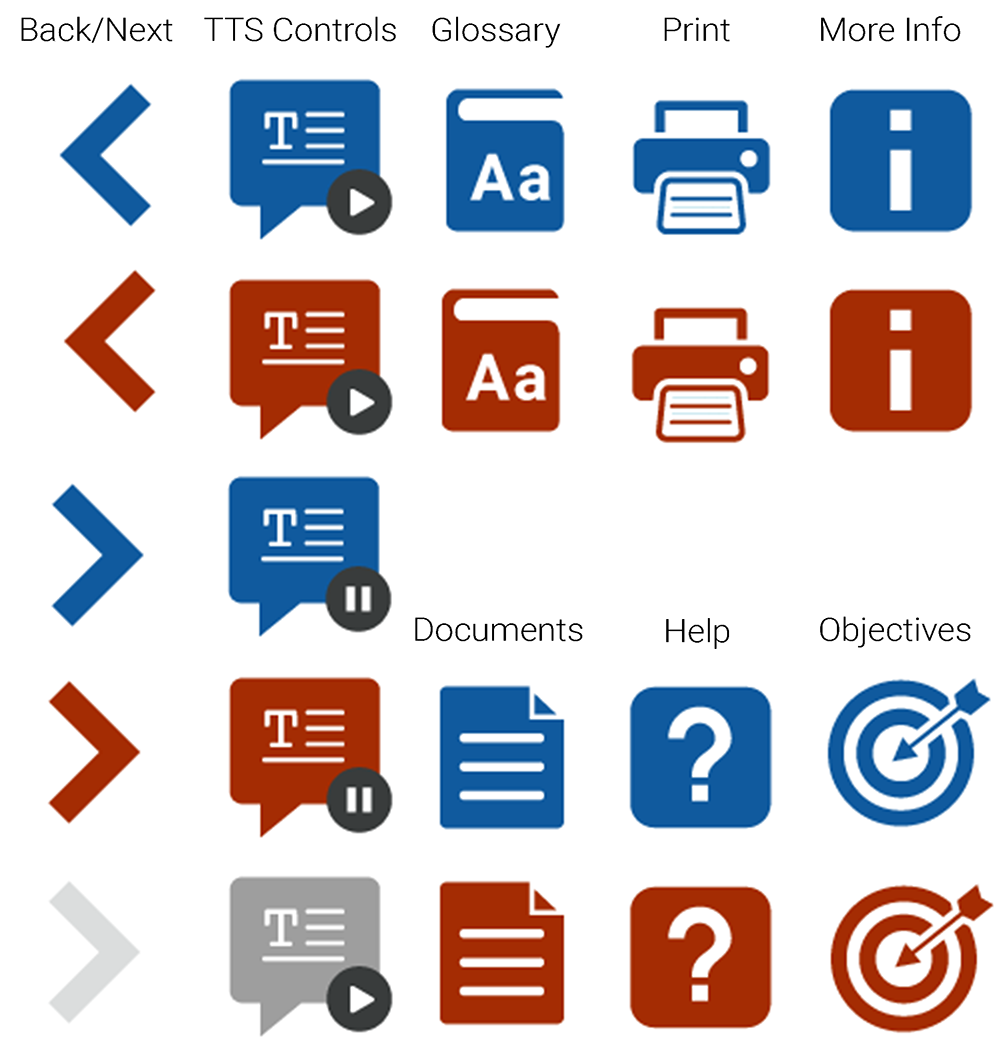 Back/Next TTS Controls Glossary Print More Info
T
Aa
i
T
Aa
i
T
Documents Help Objectives
T
?
T
?